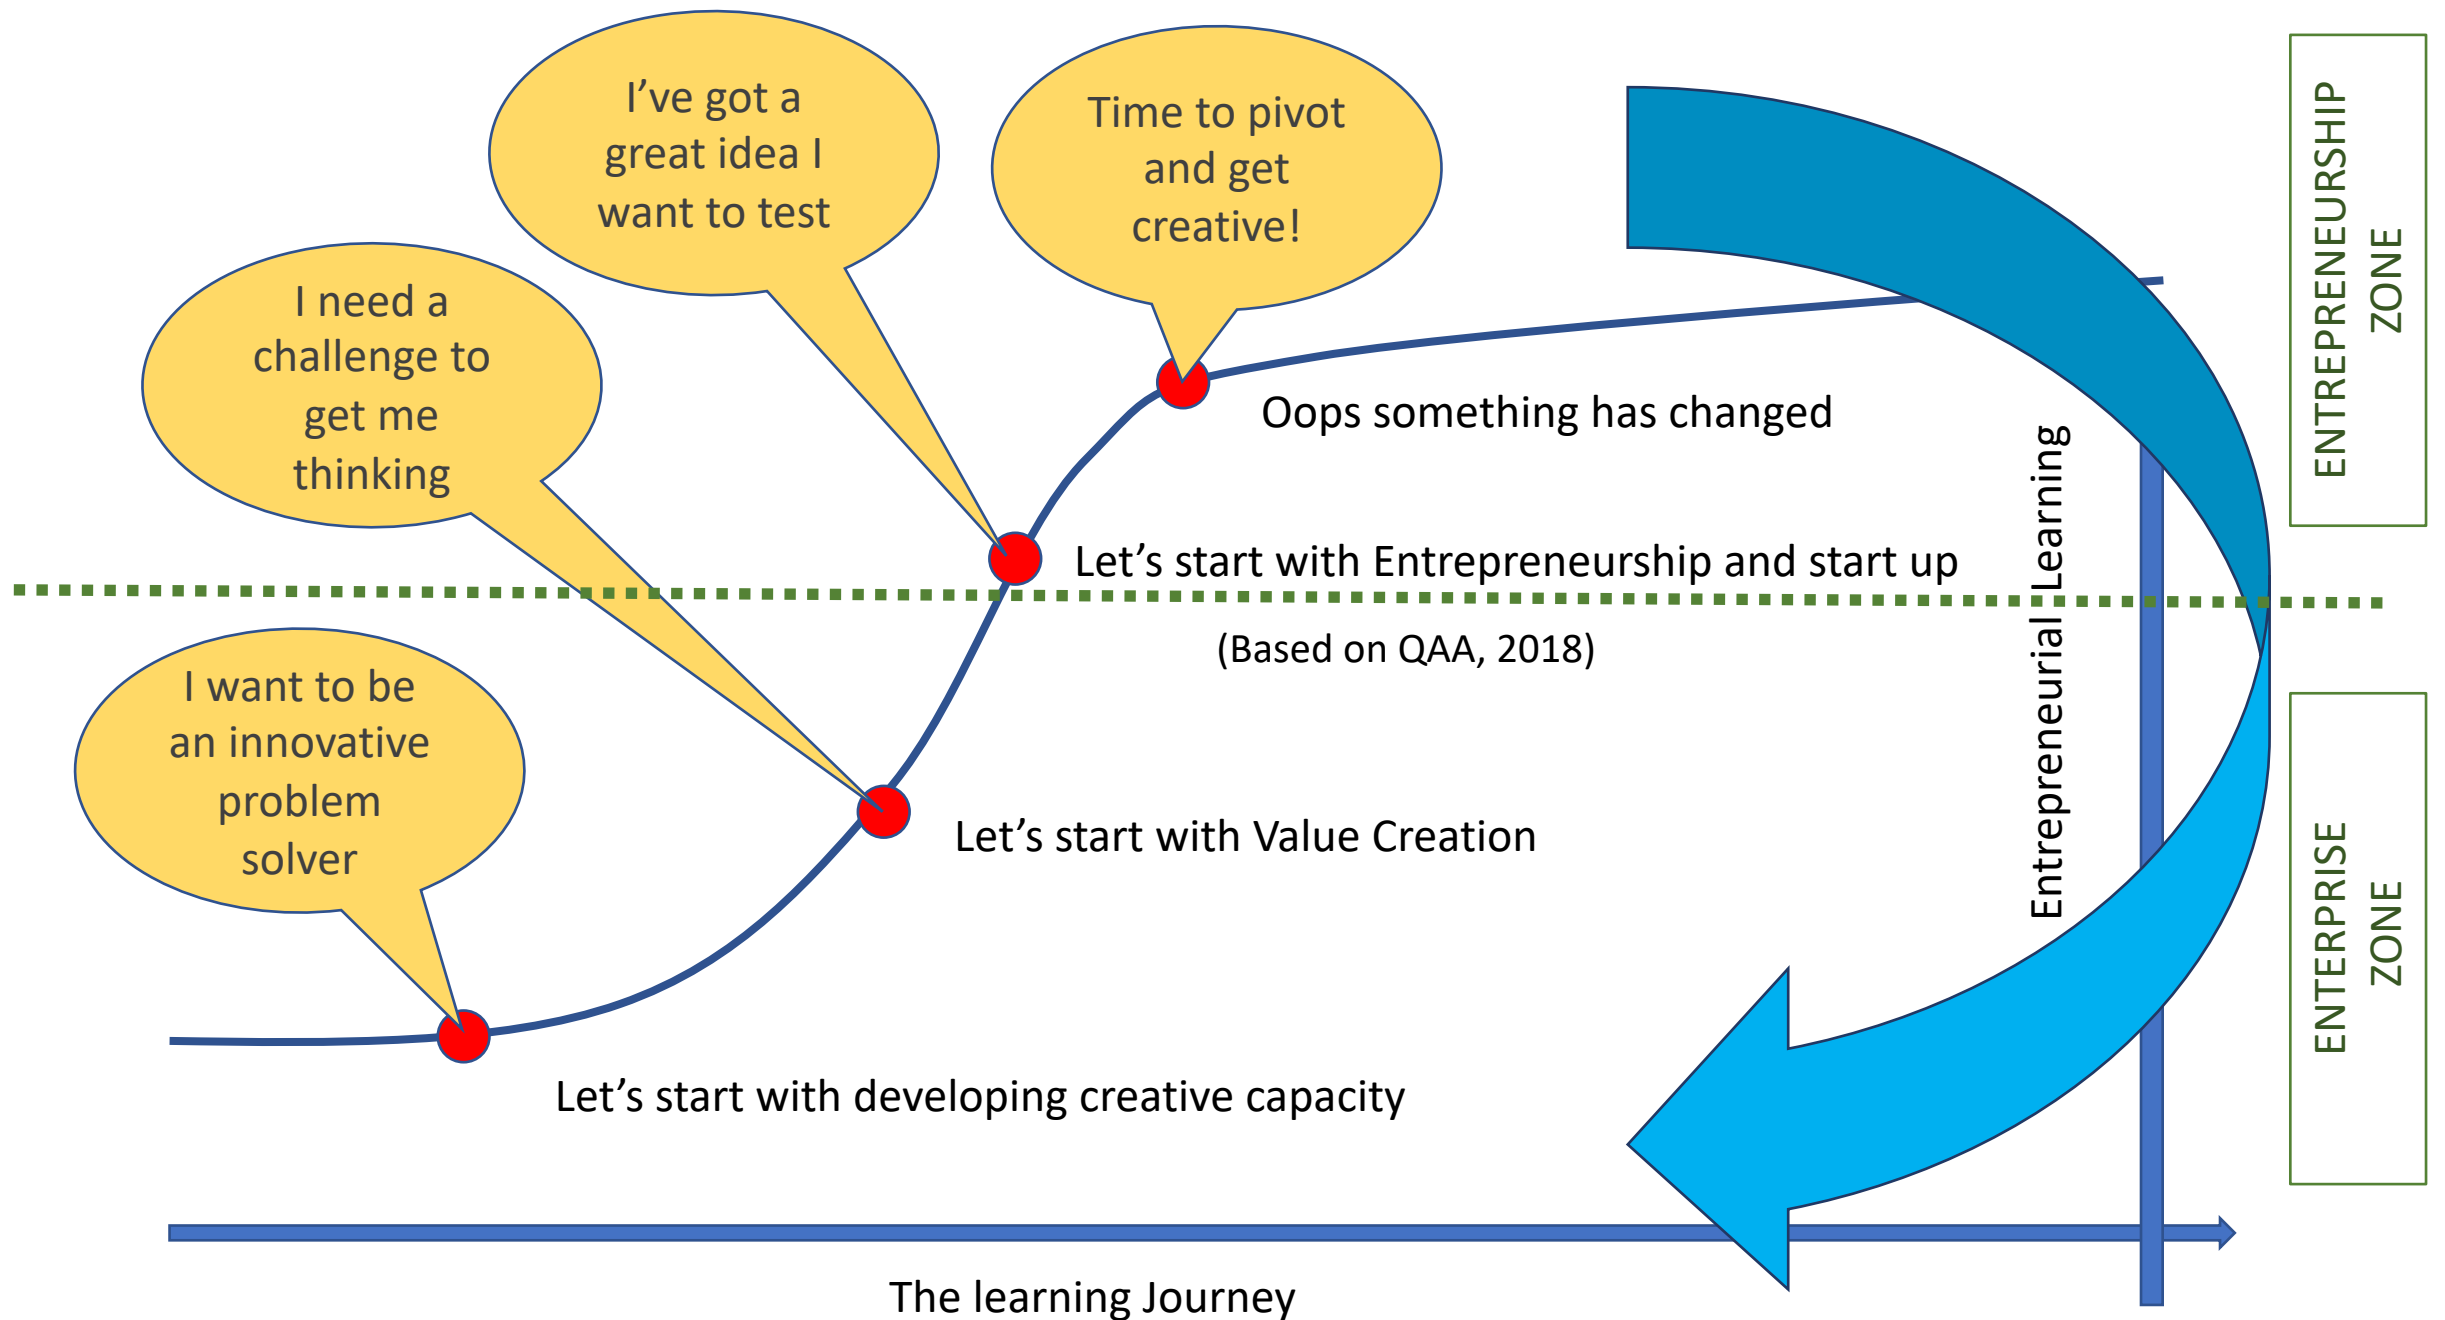 I've got a
great idea I
want to test
Time to pivot
and get
creative!
I need a
challenge to
get me
thinking
I want to be
an innovative
problem
solver
Oops something has changed
Let's start with Entrepreneurship and start up
(Based on QAA, 2018)
Let's start with Value Creation
Let's start with developing creative capacity
The learning Journey
Entrepreneurial Learning
ENTREPRENEURSHIP
ZONE
ENTERPRISE
ZONE